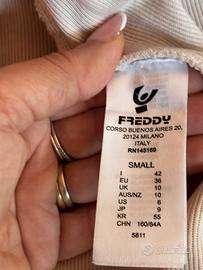 FREDDY
CORSO BUENOS AIRES 20,
20124 MILANO
ITALY
RN145169
SMALL
I 42
EU 36
UK 10
AUS/NZ 10
US 6
JP 9
KR 55
CHN 160/84A
5811